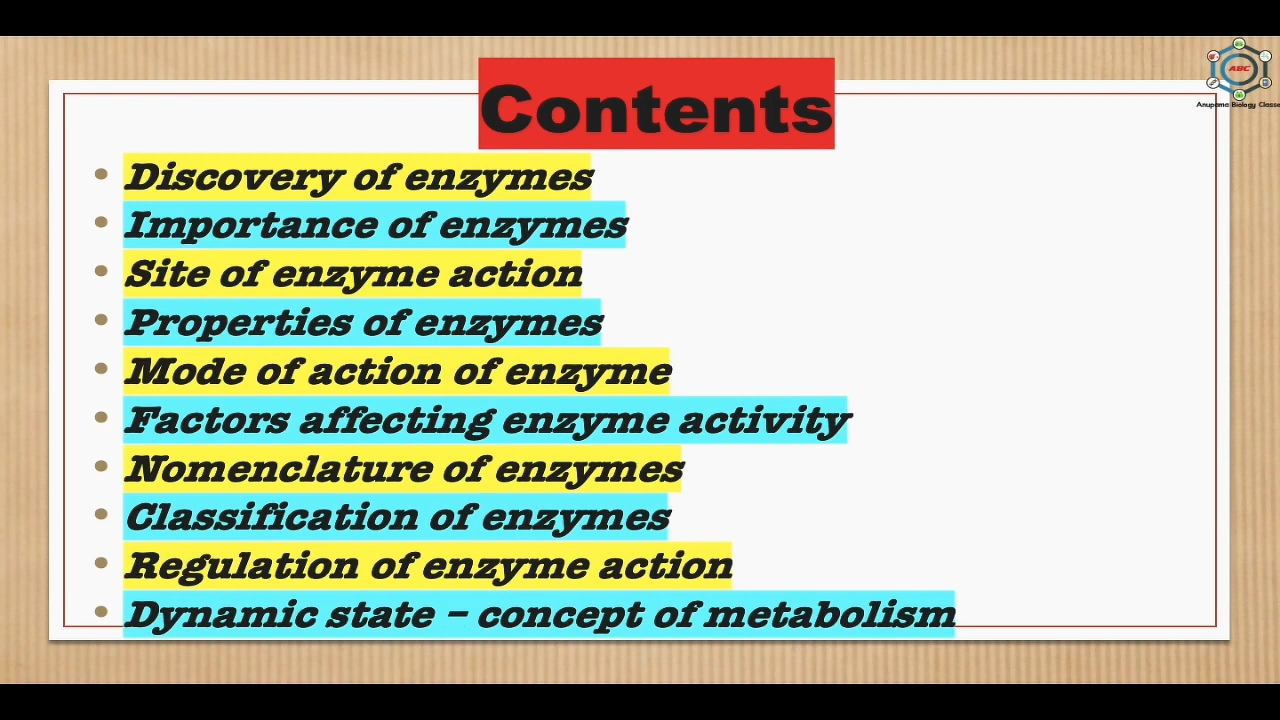 Contents
ABC
Anupama Biology Classe
• Discovery of enzymes
• Importance of enzymes
• Site of enzyme action
• Properties of enzymes
• Mode of action of enzyme
• Factors affecting enzyme activity
• Nomenclature of enzymes
• Classification of enzymes
• Regulation of enzyme action
• Dynamic state – concept of metabolism